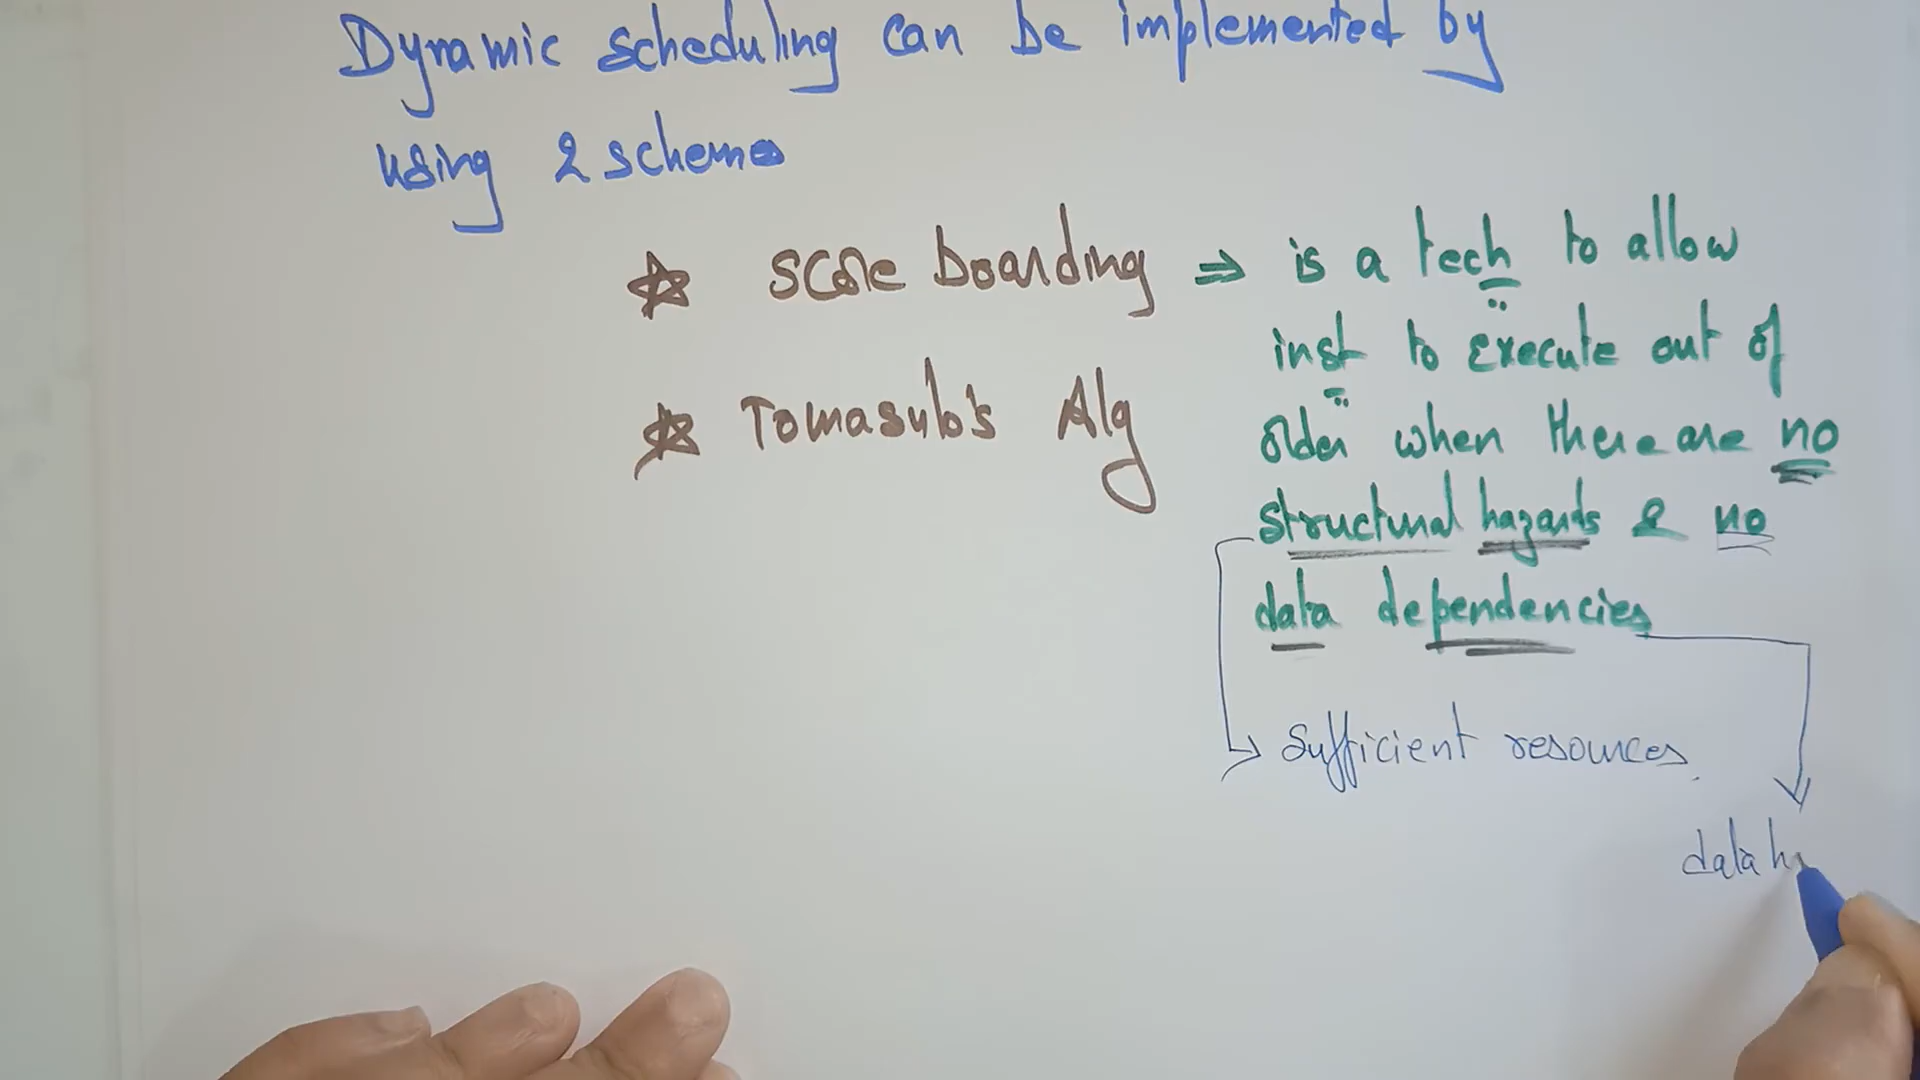 Dynamic scheduling can be implemented by
using 2 schemes
☆ Score boarding ⇒ is a tech to allow
inst to execute out of
order when there are no
structural hazards & no
data dependencies
☆ Tomasulo's Alg
Sufficient resources.
data ha